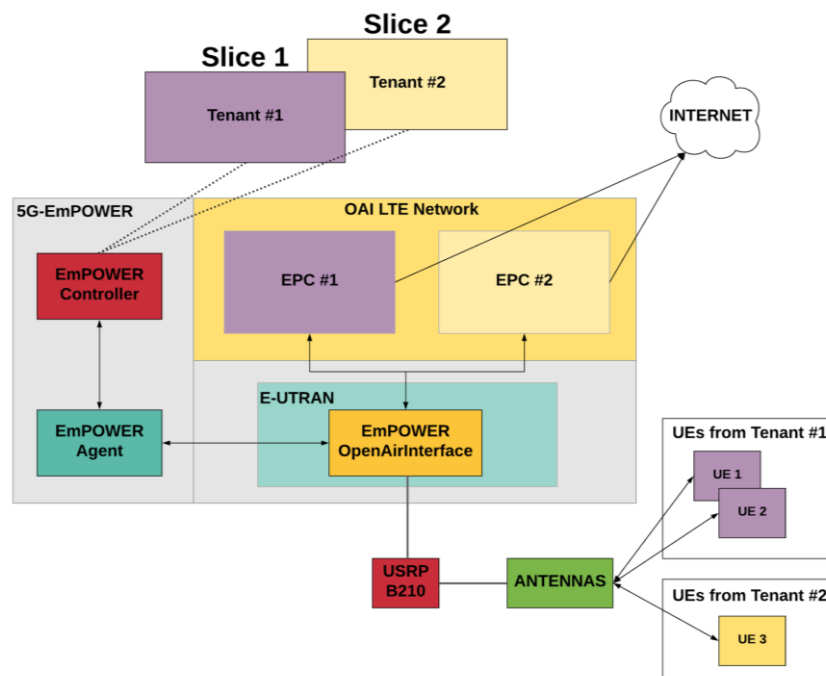 Slice 2
Slice 1
Tenant #2
Tenant #1
INTERNET
5G-EmPOWER
OAI LTE Network
EmPOWER
Controller
EPC #1
EPC #2
E-UTRAN
EmPOWER
Agent
EmPOWER
OpenAirInterface
UEs from Tenant #1
UE 1
UE 2
USRP
B210
ANTENNAS
UEs from Tenant #2
UE 3